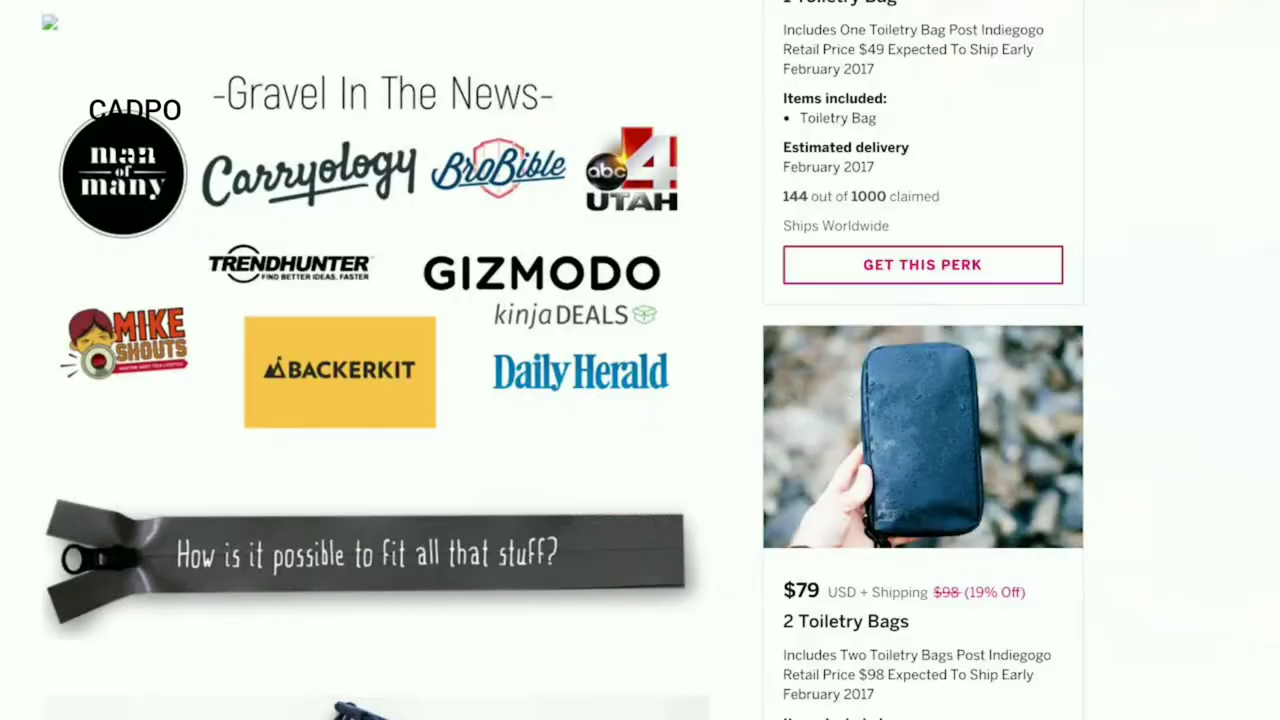 -Gravel In The News-
CADPO
man
of
many
Carryology
BroBible
abc 4
UTAH
TRENDHUNTER
FIND BETTER IDEAS. FASTER
GIZMODO
kinjaDEALS
MIKE
SHOUTS
BACKERKIT
Daily Herald
How is it possible to fit all that stuff?
1 Toiletry Bag
Includes One Toiletry Bag Post Indiegogo
Retail Price $49 Expected To Ship Early
February 2017
Items included:
• Toiletry Bag
Estimated delivery
February 2017
144 out of 1000 claimed
Ships Worldwide
GET THIS PERK
$79 USD + Shipping $98 (19% Off)
2 Toiletry Bags
Includes Two Toiletry Bags Post Indiegogo
Retail Price $98 Expected To Ship Early
February 2017